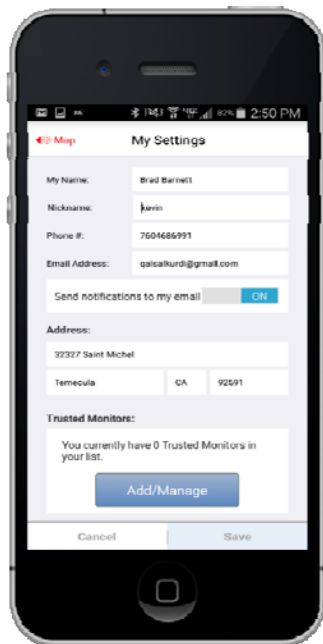 82% 2:50 PM
Map My Settings
My Name: Brad Barnett
Nickname: kevin
Phone #: 7604686991
Email Address: qaisalkurdi@gmail.com
Send notifications to my email ON
Address:
32327 Saint Michel
Temecula CA 92591
Trusted Monitors:
You currently have 0 Trusted Monitors in
your list.
Add/Manage
Cancel Save